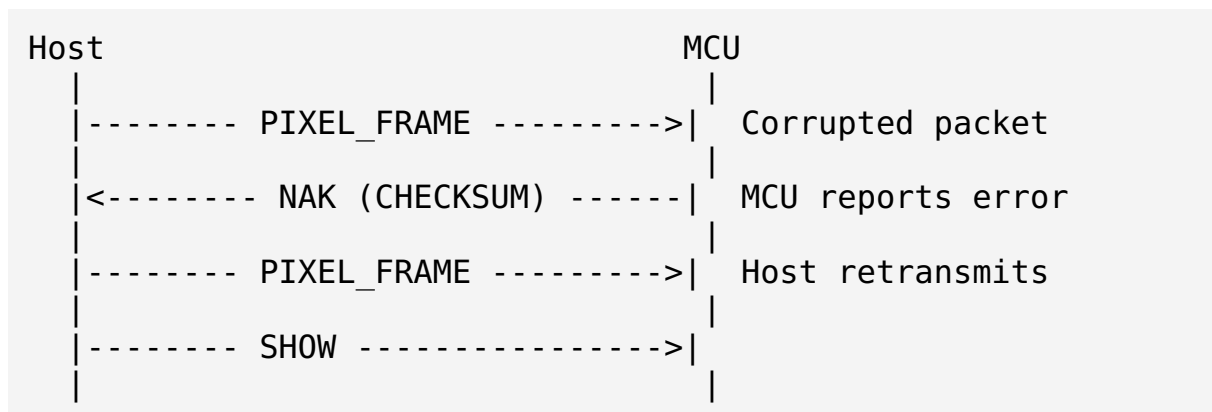 Host                               MCU
  |                                 |
  |-------- PIXEL_FRAME --------->|  Corrupted packet
  |                                 |
  |<-------- NAK (CHECKSUM) ------|  MCU reports error
  |                                 |
  |-------- PIXEL_FRAME --------->|  Host retransmits
  |                                 |
  |-------- SHOW ---------------->|
  |                                 |